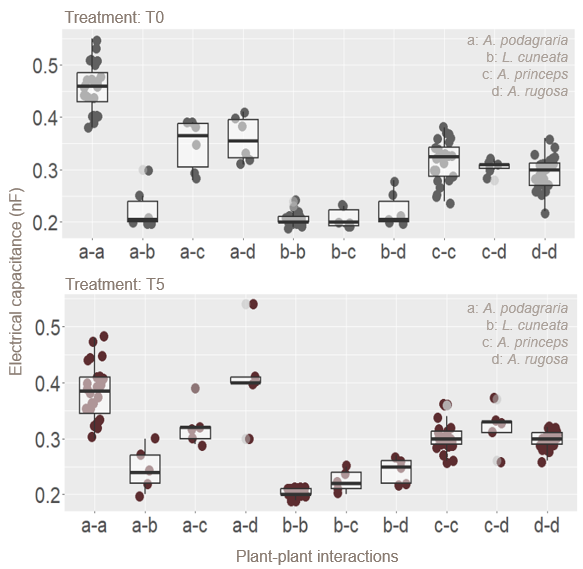 Treatment: T0
a: A. podagraria
b: L. cuneata
c: A. princeps
d: A. rugosa
0.5
0.4
0.3
0.2
a-a a-b a-c a-d b-b b-c b-d c-c c-d d-d
Electrical capacitance (nF)
Treatment: T5
a: A. podagraria
b: L. cuneata
c: A. princeps
d: A. rugosa
0.5
0.4
0.3
0.2
a-a a-b a-c a-d b-b b-c b-d c-c c-d d-d
Plant-plant interactions